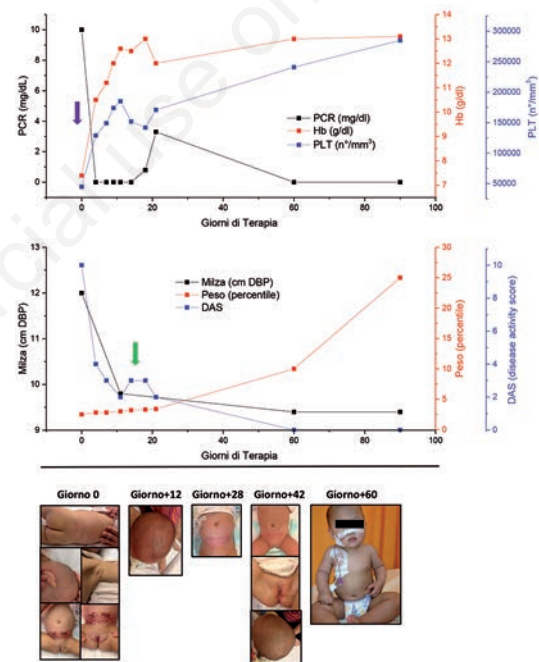 PCR (mg/dL)
10
8
6
4
2
0
PCR (mg/dl)
Hb (g/dl)
PLT (n°/mm³)
14
13
12
11
10
9
8
7
Hb (g/dl)
300000
250000
200000
150000
100000
50000
PLT (n°/mm³)
0 20 40 60 80 100
Giorni di Terapia
Milza (cm DBP)
13
12
11
10
9
Milza (cm DBP)
Peso (percentile)
DAS
30
25
20
15
10
5
0
Peso (percentile)
10
8
6
4
2
0
DAS (disease activity score)
0 20 40 60 80 100
Giorni di Terapia
Giorno 0 Giorno+12 Giorno+28 Giorno+42 Giorno+60